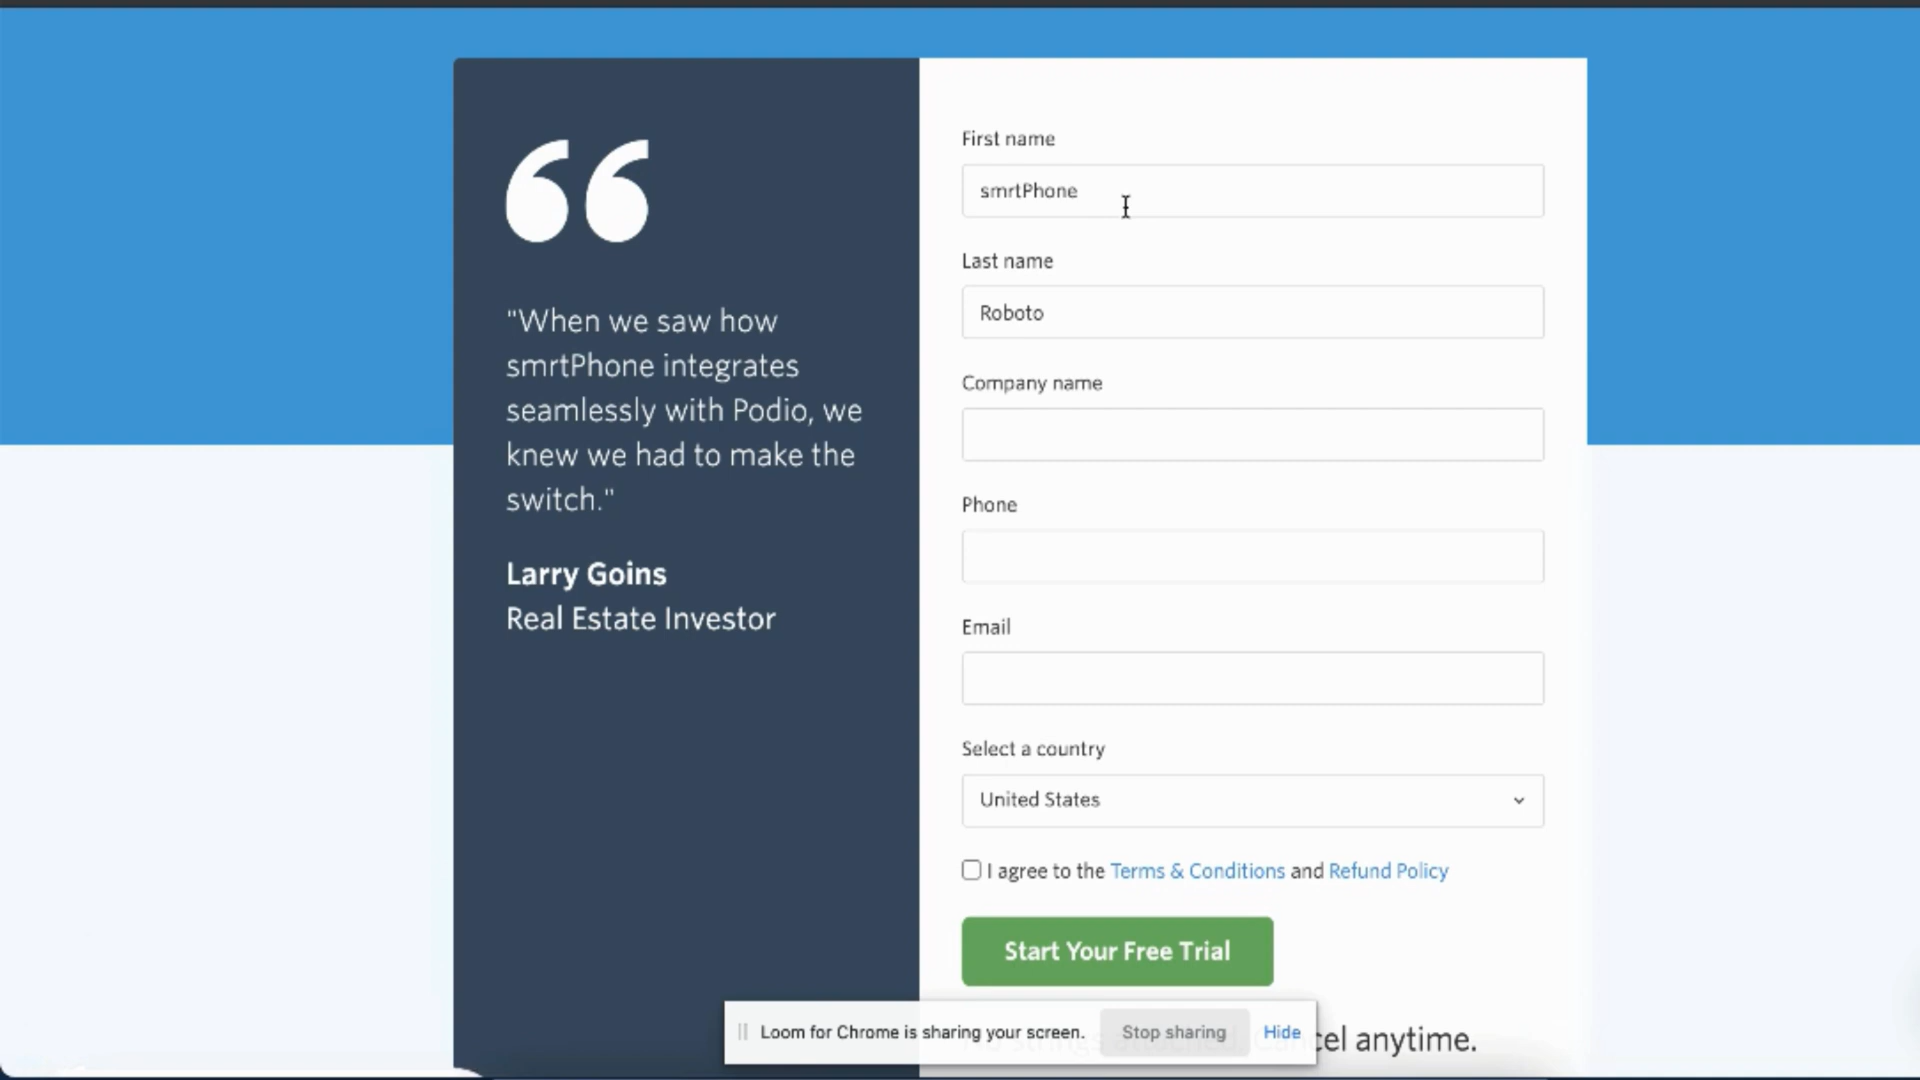 "When we saw how
smrtPhone integrates
seamlessly with Podio, we
knew we had to make the
switch."
Larry Goins
Real Estate Investor
First name
smrtPhone
Last name
Roboto
Company name
Phone
Email
Select a country
United States
I agree to the Terms & Conditions and Refund Policy
Start Your Free Trial
Loom for Chrome is sharing your screen. Stop sharing Hide
anytime.